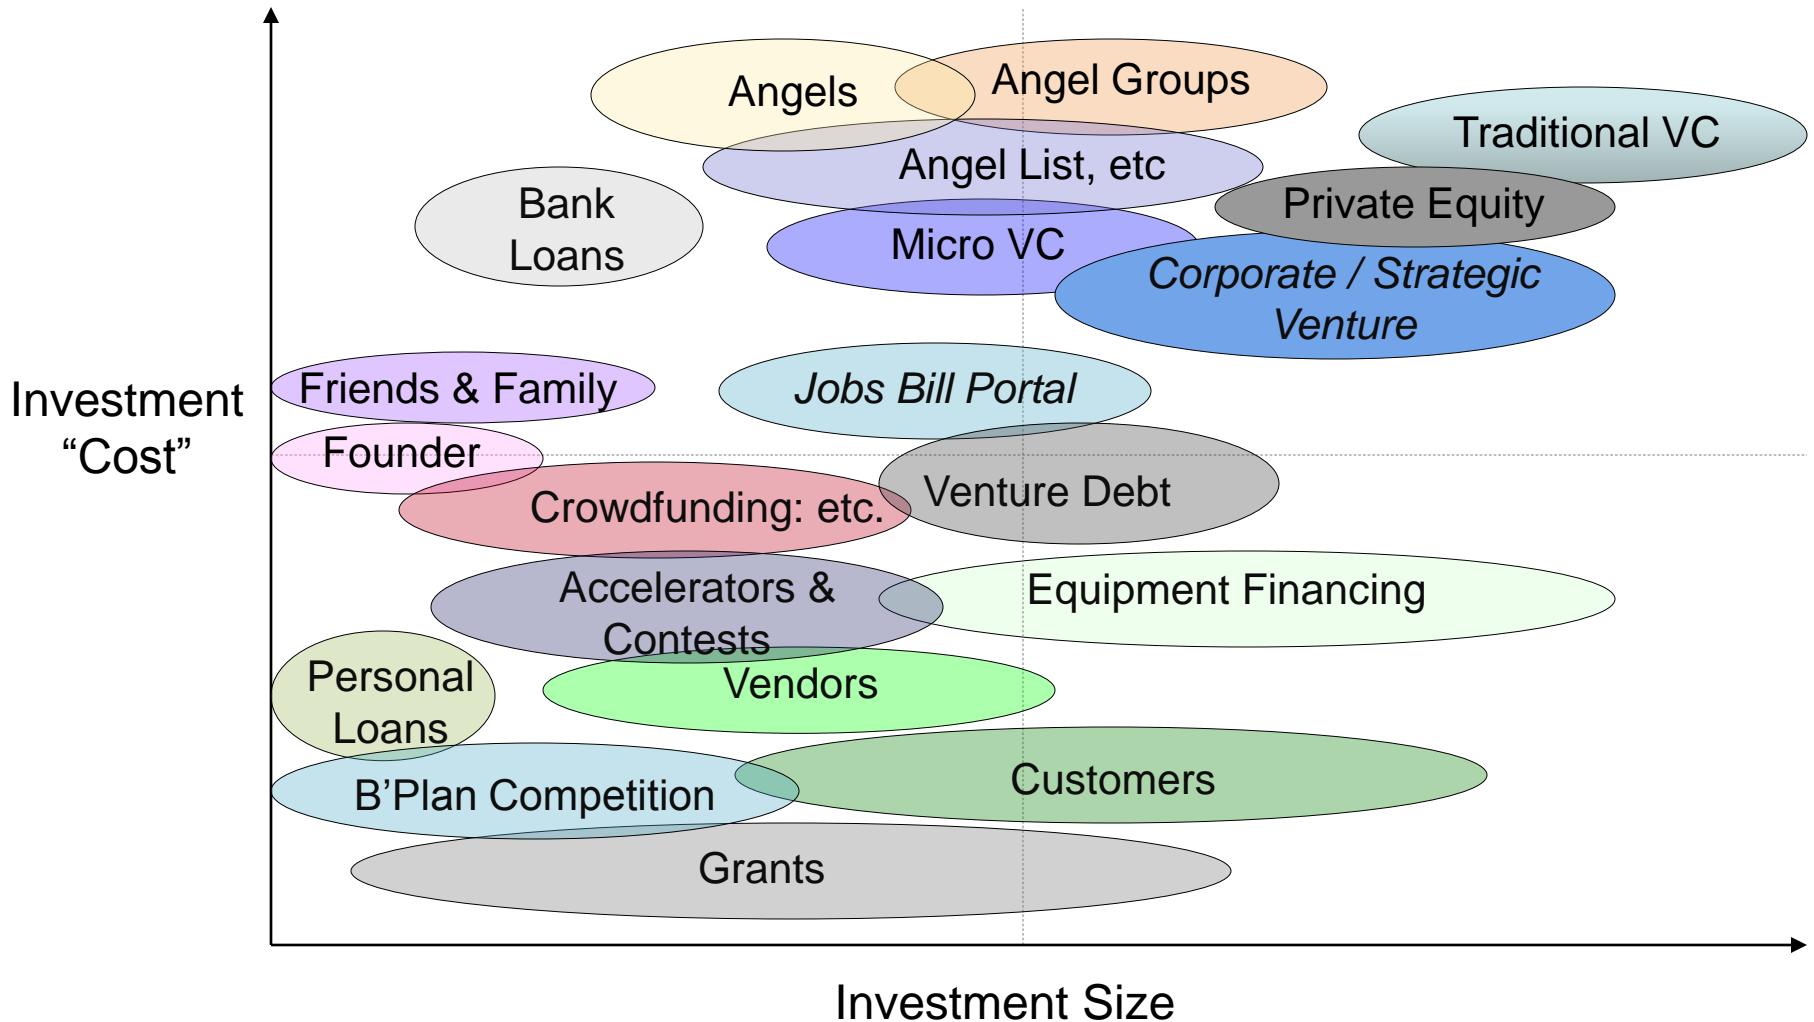 Angels
Angel Groups
Traditional VC
Angel List, etc
Bank
Loans
Private Equity
Micro VC
Corporate / Strategic
Venture
Friends & Family
Jobs Bill Portal
Investment
“Cost”
Founder
Venture Debt
Crowdfunding: etc.
Accelerators &
Contests
Equipment Financing
Personal
Loans
Vendors
B’Plan Competition
Customers
Grants
Investment Size